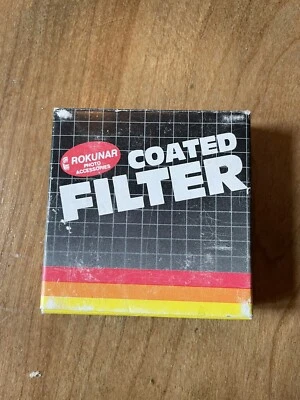 ROKUNAR
PHOTO
ACCESSORIES
COATED
FILTER